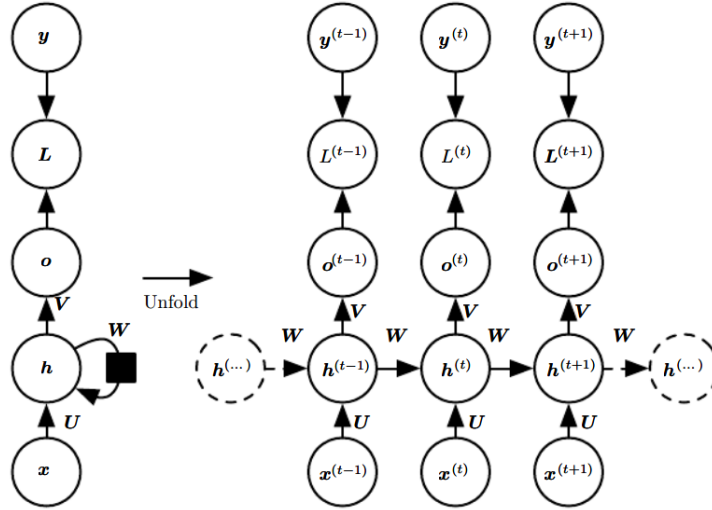 y y^(t−1) y^(t) y^(t+1)
L L^(t−1) L^(t) L^(t+1)
o o^(t−1) o^(t) o^(t+1)
Unfold
V V V V
W W W W W
h h^(...) h^(t−1) h^(t) h^(t+1) h^(...)
U U U U
x x^(t−1) x^(t) x^(t+1)